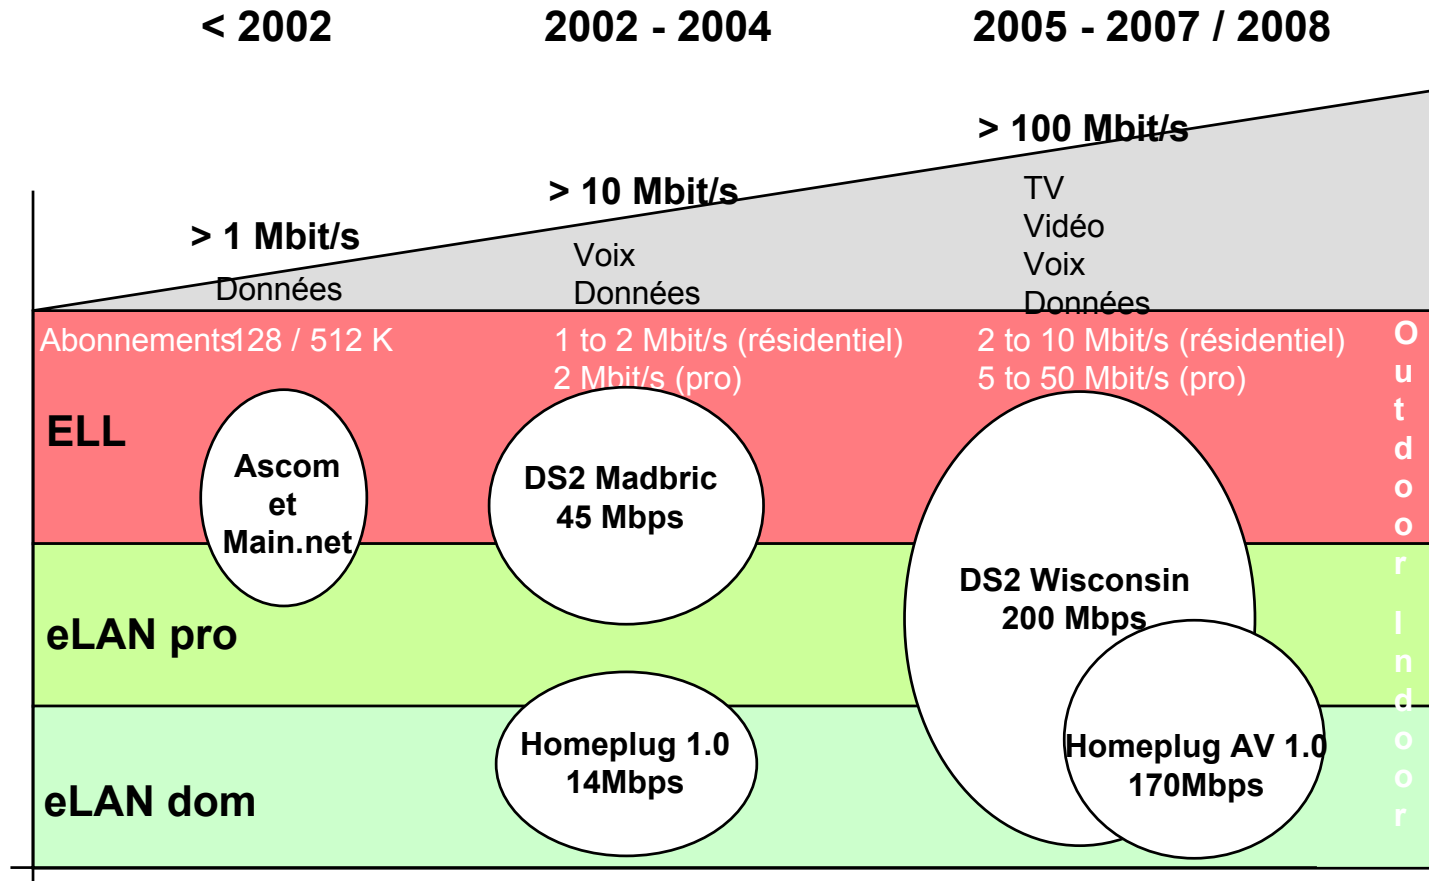 < 2002
2002 - 2004
2005 - 2007 / 2008
> 100 Mbit/s
> 10 Mbit/s
> 1 Mbit/s
TV
Vidéo
Voix
Données
Voix
Données
Données
Abonnements
128 / 512 K
1 to 2 Mbit/s (résidentiel)
2 Mbit/s (pro)
2 to 10 Mbit/s (résidentiel)
5 to 50 Mbit/s (pro)
Outdoor
Indoor
ELL
Ascom
et
Main.net
DS2 Madbric
45 Mbps
DS2 Wisconsin
200 Mbps
eLAN pro
Homeplug 1.0
14Mbps
Homeplug AV 1.0
170Mbps
eLAN dom